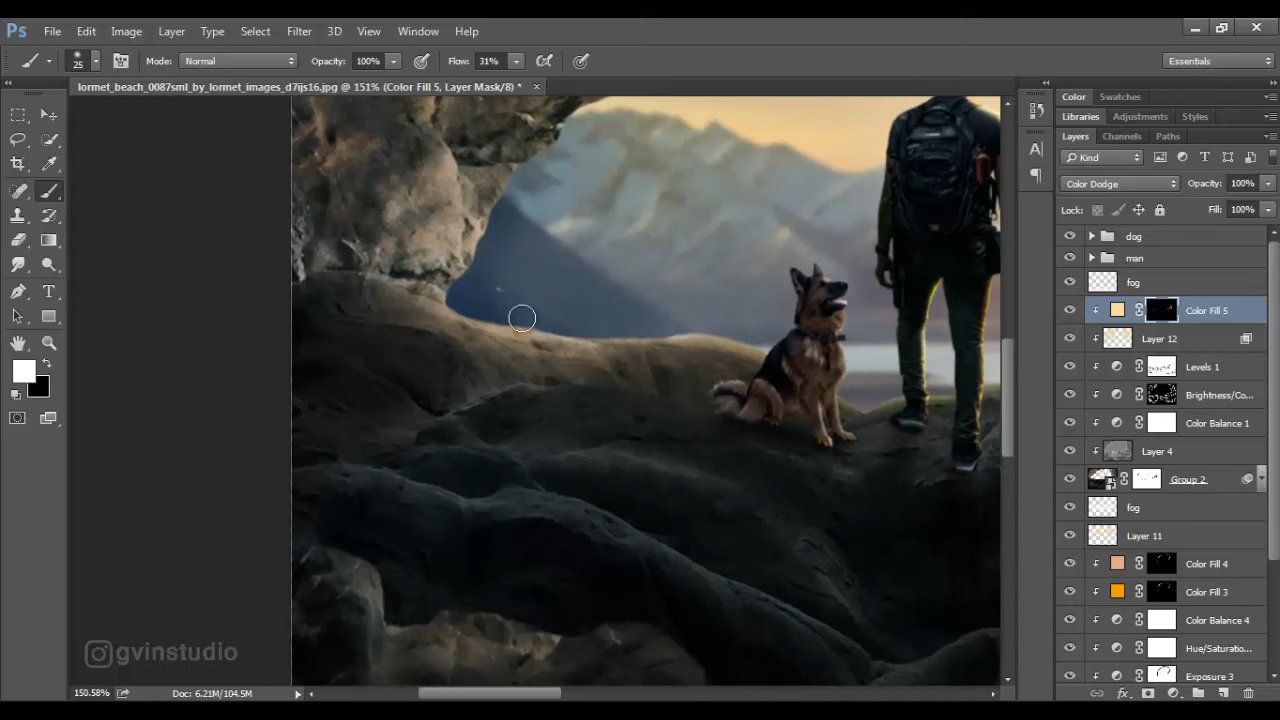 Ps File Edit Image Layer Type Select Filter 3D View Window Help
25 Mode: Normal Opacity: 100% Flow: 31% Essentials
lormet_beach_0087sml_by_lormet_images_d7ijs16.jpg @ 151% (Color Fill 5, Layer Mask/8) *
Color Swatches
Libraries Adjustments Styles
Layers Channels Paths
Kind
Color Dodge Opacity: 100%
Lock: Fill: 100%
dog
man
fog
Color Fill 5
Layer 12
Levels 1
Brightness/Co...
Color Balance 1
Layer 4
Group 2
fog
Layer 11
Color Fill 4
Color Fill 3
Color Balance 4
Hue/Saturatio...
Exposure 3
gvinstudio
150.58% Doc: 6.21M/104.5M